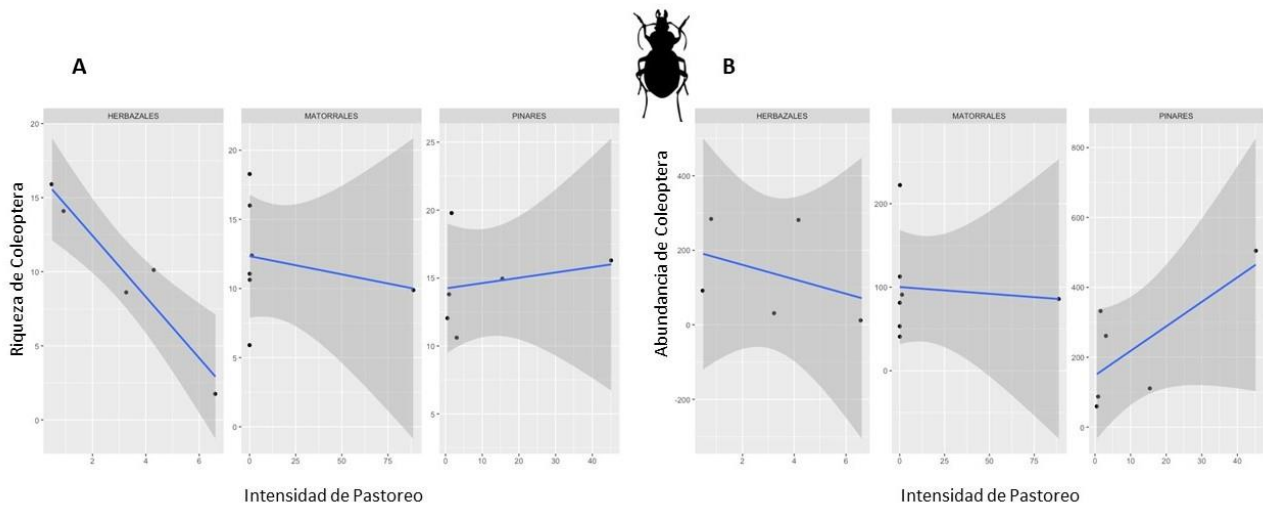 A
B
HERBAZALES
MATORRALES
PINARES
HERBAZALES
MATORRALES
PINARES
Riqueza de Coleoptera
20
15
10
5
0
20
15
10
5
0
25
20
15
10
5
Abundancia de Coleoptera
400
200
0
-200
200
100
0
800
600
400
200
0
2 4 6
0 25 50 75
0 10 20 30 40
2 4 6
0 25 50 75
0 10 20 30 40
Intensidad de Pastoreo
Intensidad de Pastoreo